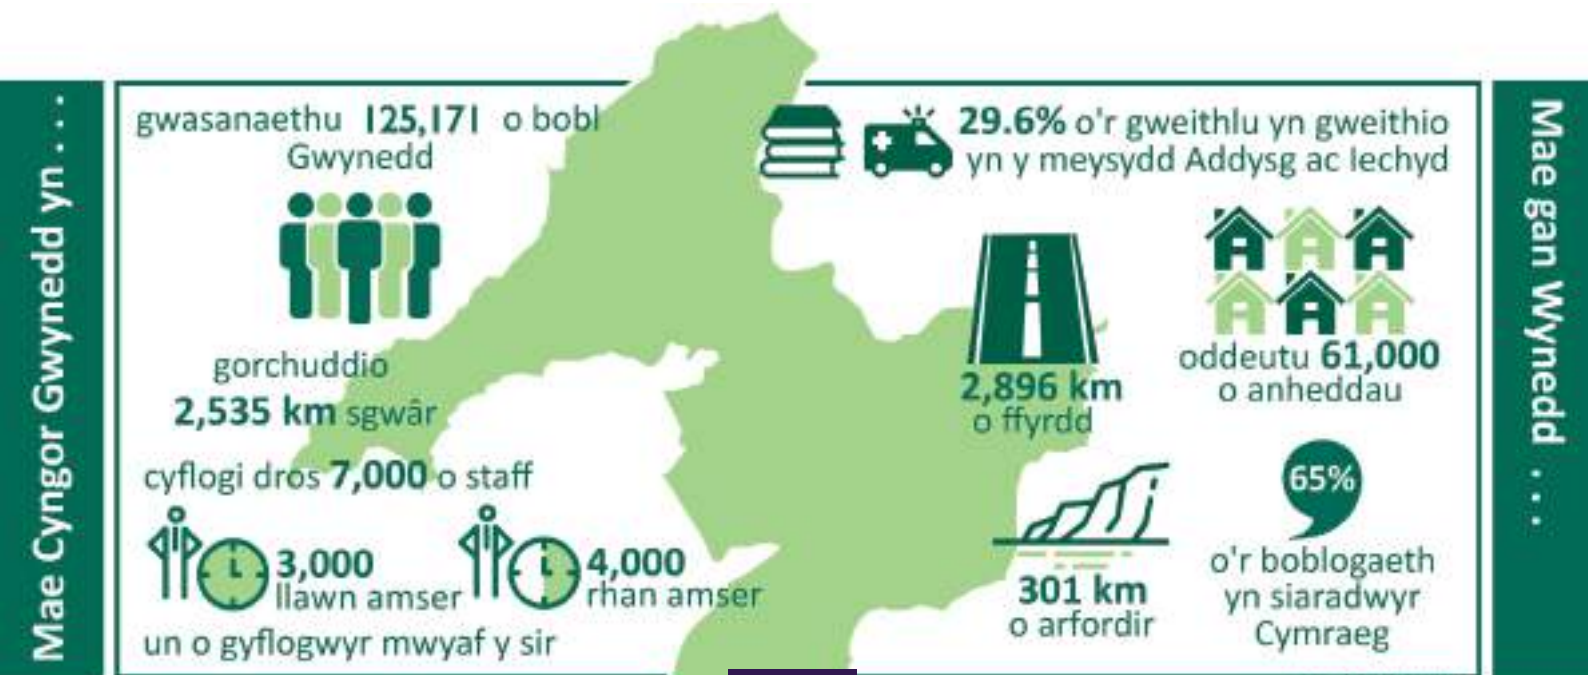 Mae Cyngor Gwynedd yn . . .
gwasanaethu 125,171 o bobl
Gwynedd
gorchuddio
2,535 km sgwâr
cyflogi dros 7,000 o staff
3,000
llawn amser
4,000
rhan amser
un o gyflogwyr mwyaf y sir
Mae gan Wynedd . . .
29.6% o'r gweithlu yn gweithio
yn y meysydd Addysg ac Iechyd
2,896 km
o ffyrdd
oddeutu 61,000
o anheddau
301 km
o arfordir
65%
o'r boblogaeth
yn siaradwyr
Cymraeg